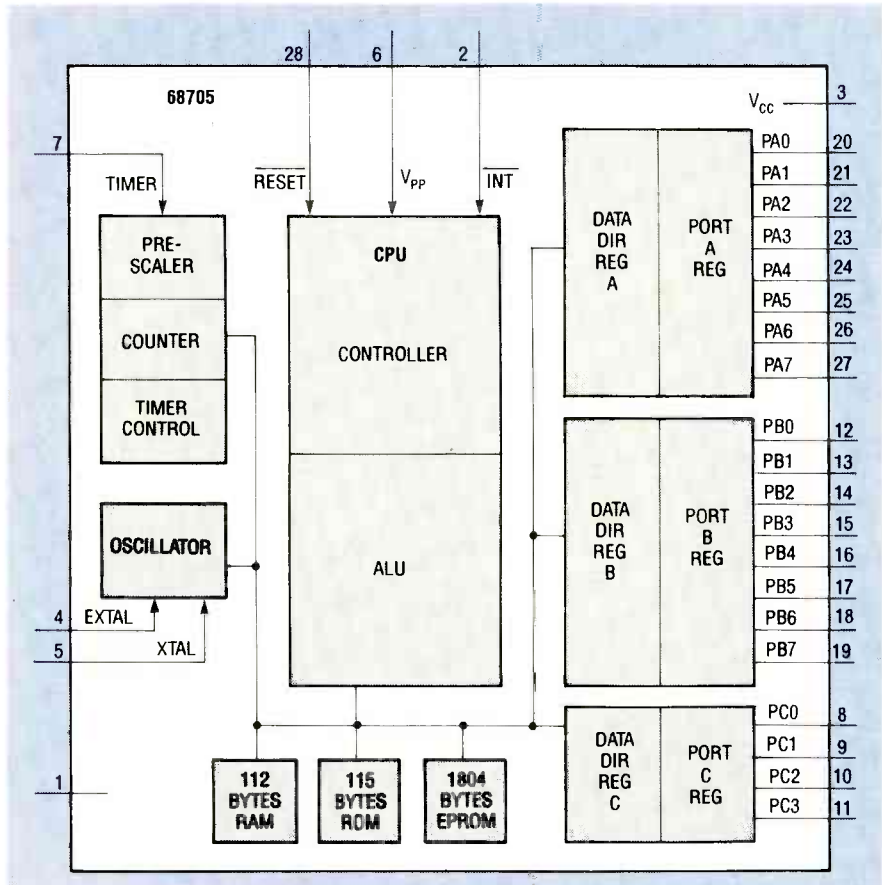 28
6
2
68705
V_CC
3
7
TIMER
RESET
V_PP
INT
PRE-
SCALER
COUNTER
TIMER
CONTROL
CPU
CONTROLLER
ALU
OSCILLATOR
4
EXTAL
5
XTAL
1
112
BYTES
RAM
115
BYTES
ROM
1804
BYTES
EPROM
DATA
DIR
REG
A
PORT
A
REG
PA0 20
PA1 21
PA2 22
PA3 23
PA4 24
PA5 25
PA6 26
PA7 27
DATA
DIR
REG
B
PORT
B
REG
PB0 12
PB1 13
PB2 14
PB3 15
PB4 16
PB5 17
PB6 18
PB7 19
DATA
DIR
REG
C
PORT
C
REG
PC0 8
PC1 9
PC2 10
PC3 11